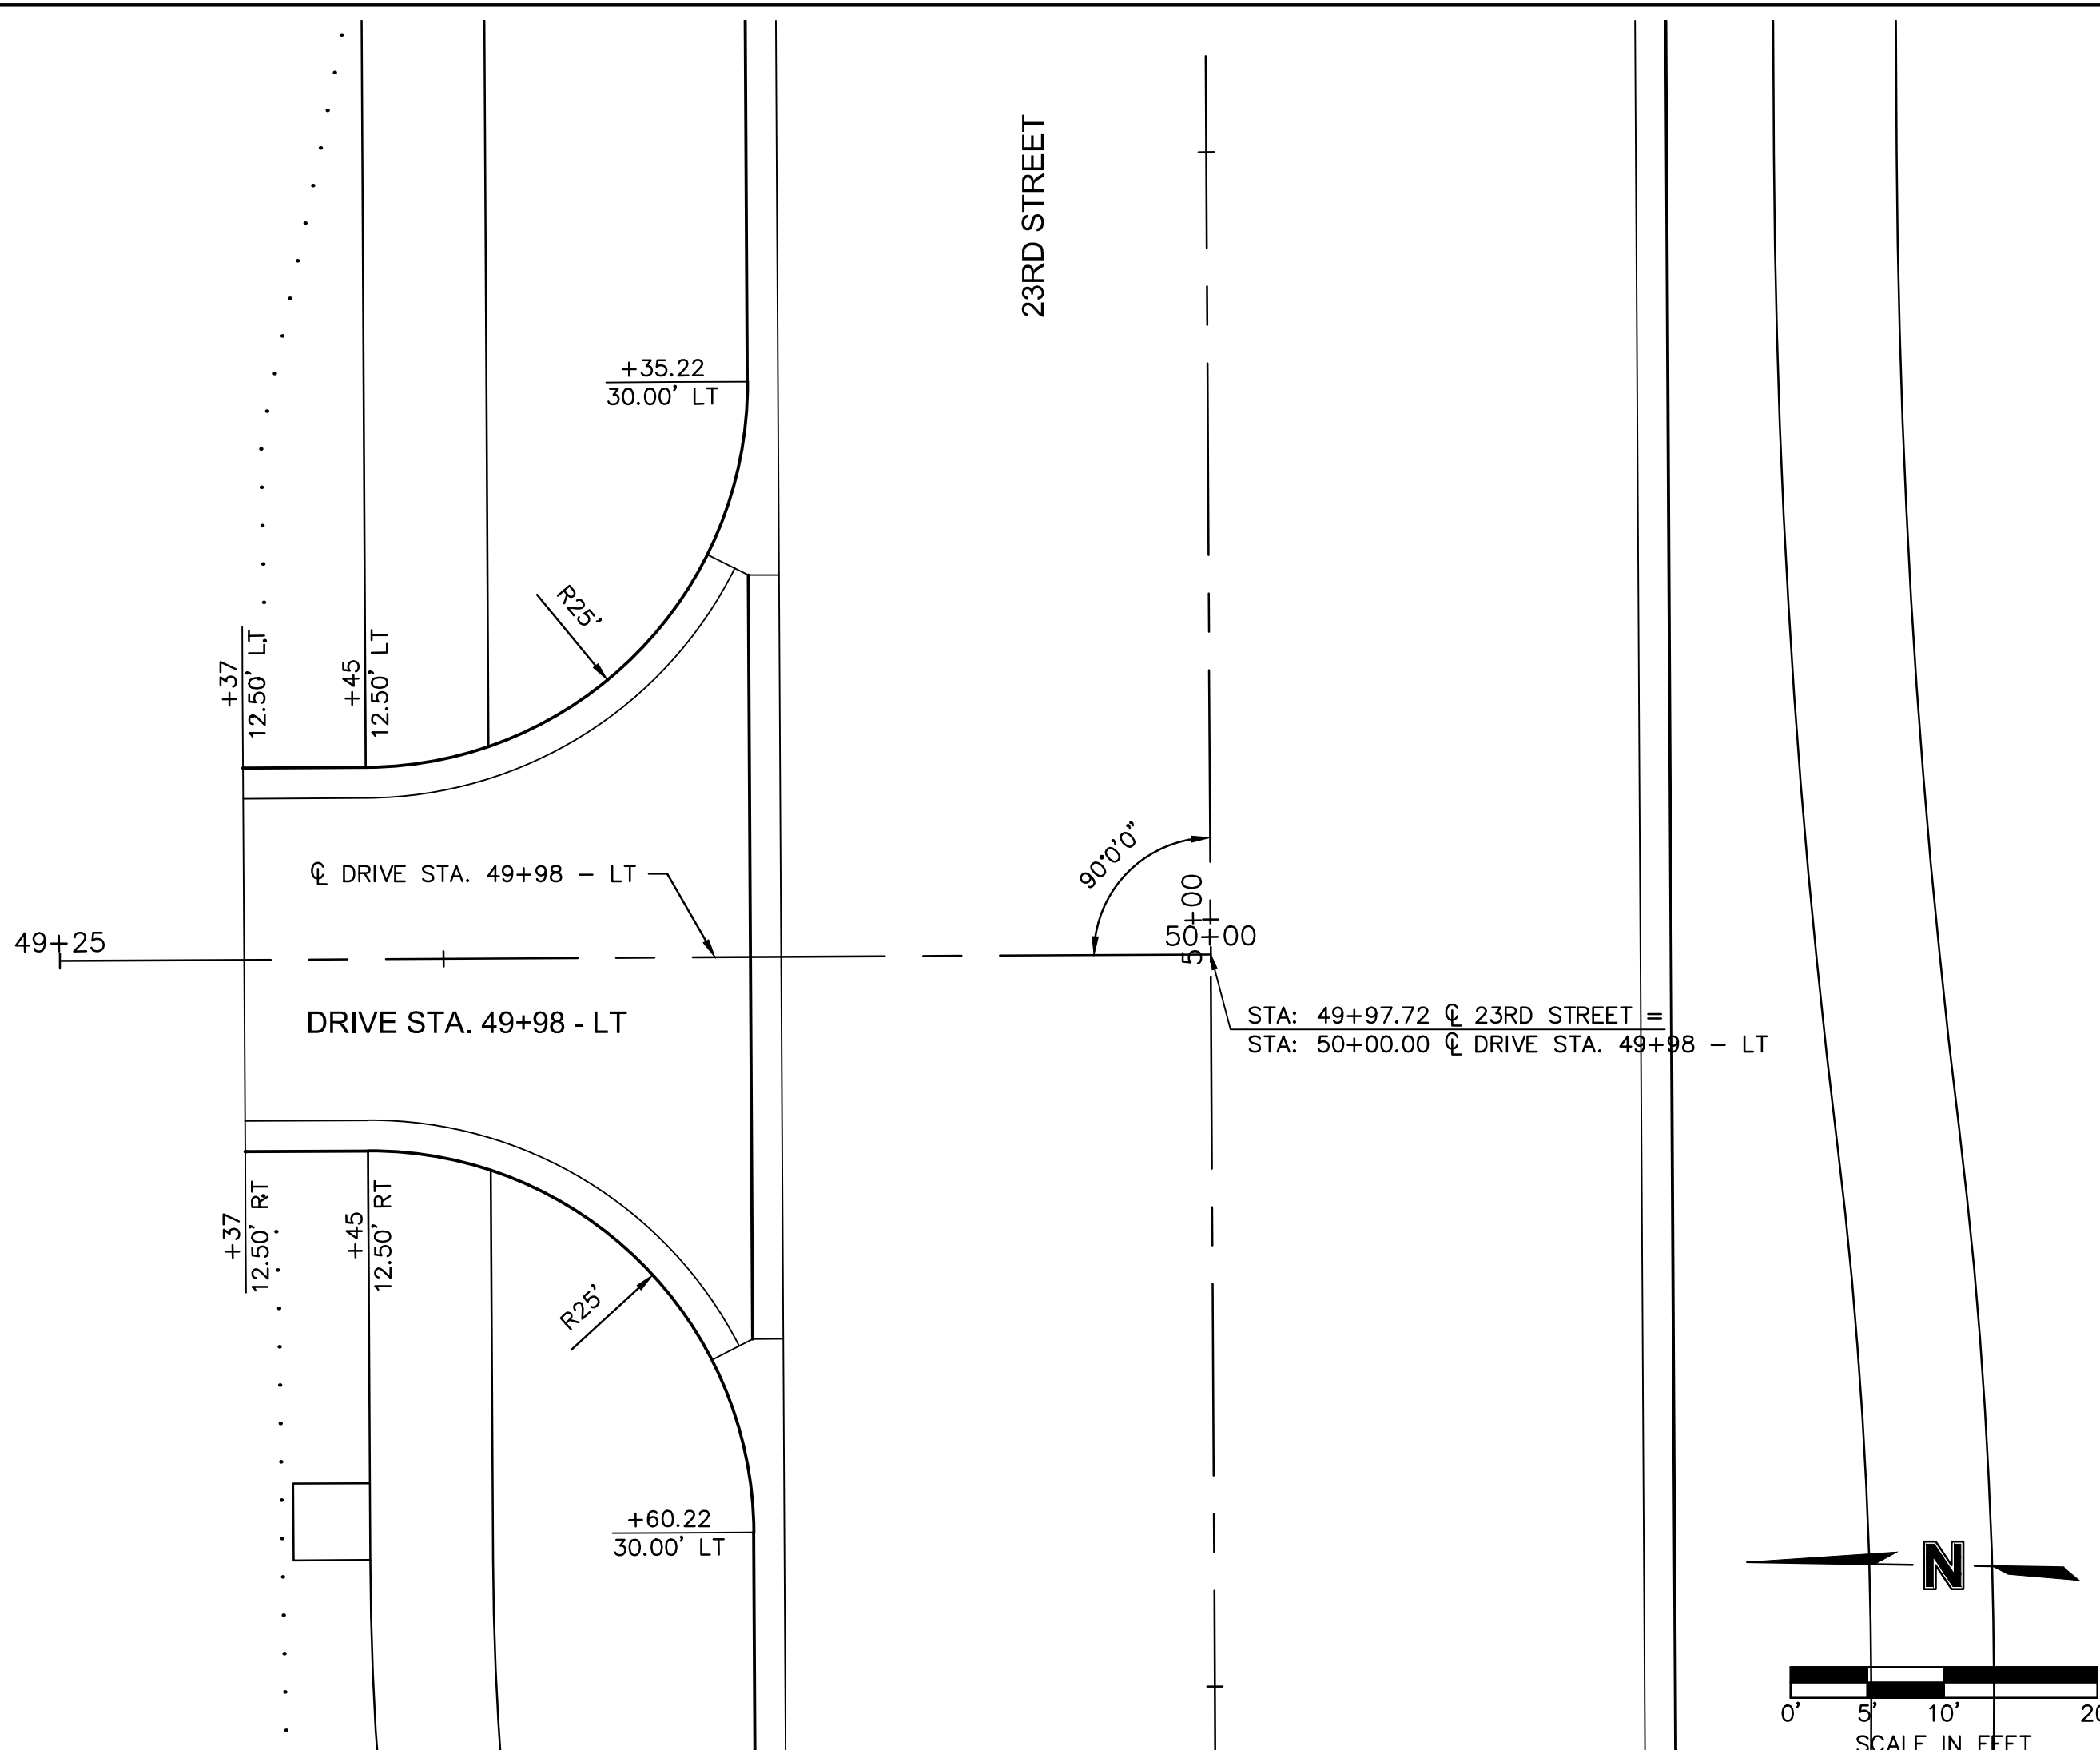 23RD STREET
+35.22
30.00' LT
R25'
+37
12.50' LT
+45
12.50' LT
℄ DRIVE STA. 49+98 – LT
90°0'0"
50+00
50+00
49+25
DRIVE STA. 49+98 - LT
STA: 49+97.72 ℄ 23RD STREET =
STA: 50+00.00 ℄ DRIVE STA. 49+98 – LT
+37
12.50' RT
+45
12.50' RT
R25'
+60.22
30.00' LT
N
0' 5' 10'
SCALE IN FEET